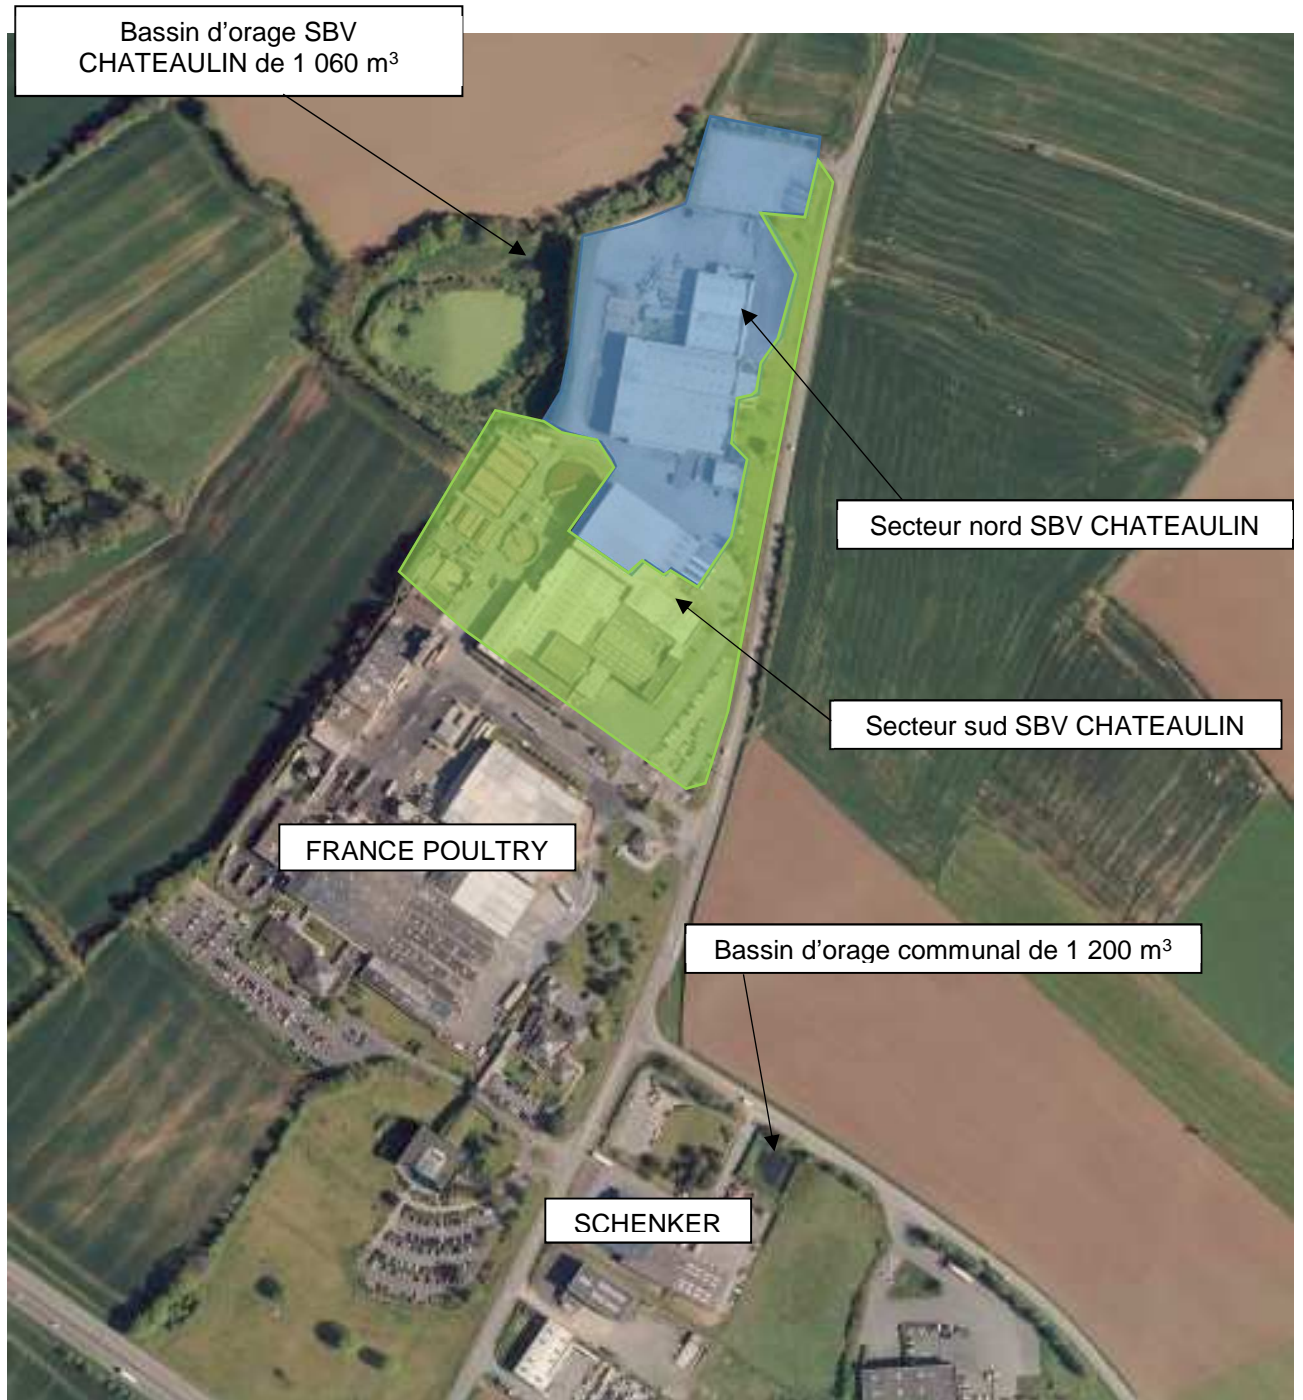 Bassin d'orage SBV
CHATEAULIN de 1 060 m³
Secteur nord SBV CHATEAULIN
Secteur sud SBV CHATEAULIN
FRANCE POULTRY
Bassin d'orage communal de 1 200 m³
SCHENKER